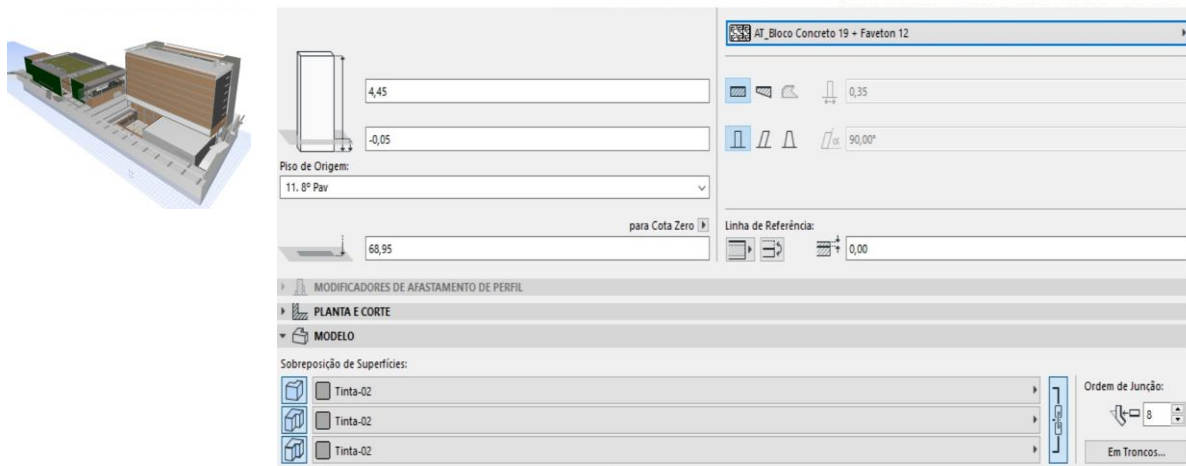 AT_Bloco Concreto 19 + Faveton 12
4,45
0,35
-0,05
90,00°
Piso de Origem:
11. 8º Pav
para Cota Zero
Linha de Referência:
68,95
0,00
MODIFICADORES DE AFASTAMENTO DE PERFIL
PLANTA E CORTE
MODELO
Sobreposição de Superfícies:
Tinta-02
Ordem de Junção:
Tinta-02
8
Tinta-02
Em Troncos...